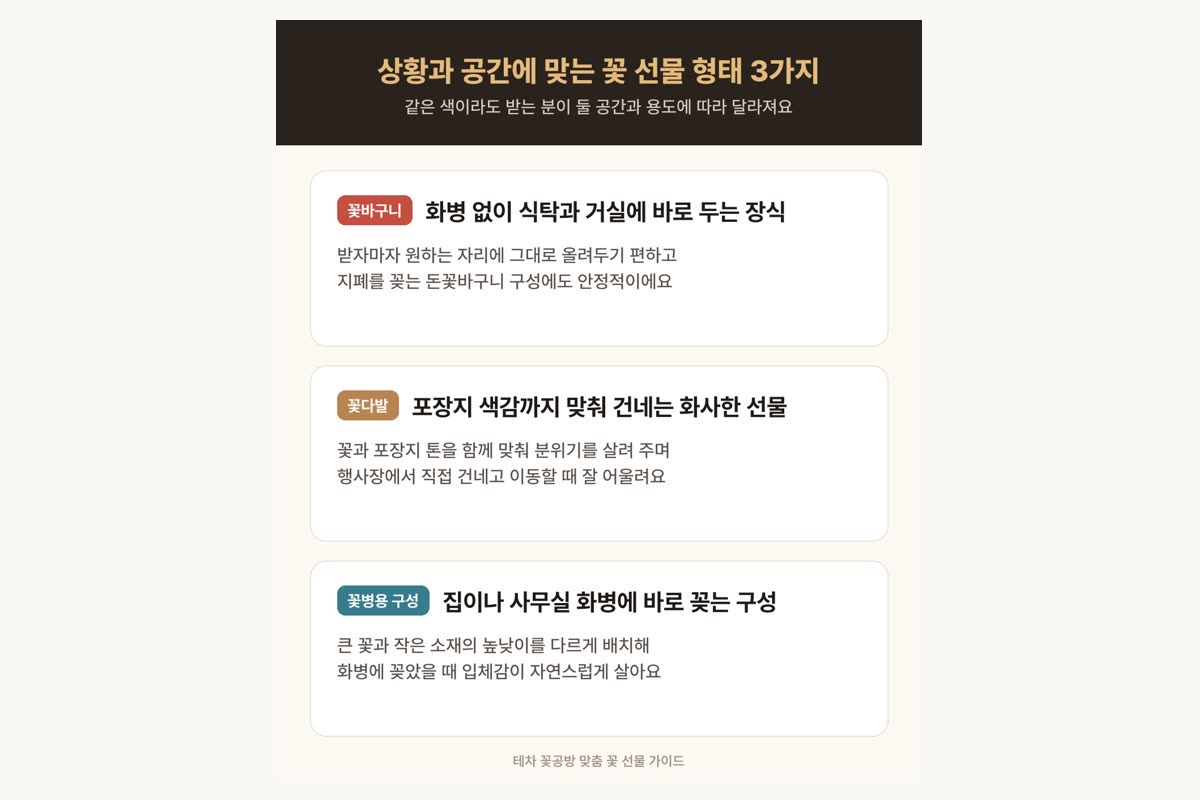 상황과 공간에 맞는 꽃 선물 형태 3가지
같은 색이라도 받는 분이 둘 공간과 용도에 따라 달라져요
꽃바구니 화병 없이 식탁과 거실에 바로 두는 장식
받자마자 원하는 자리에 그대로 올려두기 편하고
지폐를 꽂는 돈꽃바구니 구성에도 안정적이에요
꽃다발 포장지 색감까지 맞춰 건네는 화사한 선물
꽃과 포장지 톤을 함께 맞춰 분위기를 살려 주며
행사장에서 직접 건네고 이동할 때 잘 어울려요
꽃병용 구성 집이나 사무실 화병에 바로 꽂는 구성
큰 꽃과 작은 소재의 높낮이를 다르게 배치해
화병에 꽂았을 때 입체감이 자연스럽게 살아요
테차 꽃공방 맞춤 꽃 선물 가이드